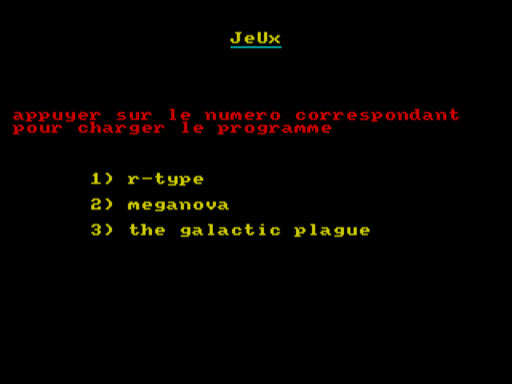 JeUx
appuyer sur le numero correspondant
pour charger le programme
1) r-type
2) meganova
3) the galactic plague